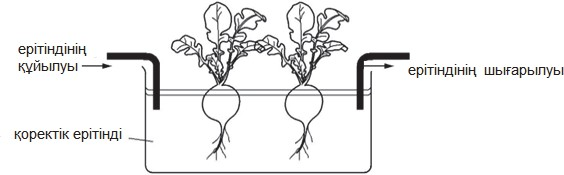 ерітіндінің
құйылуы
ерітіндінің шығарылуы
қоректік ерітінді